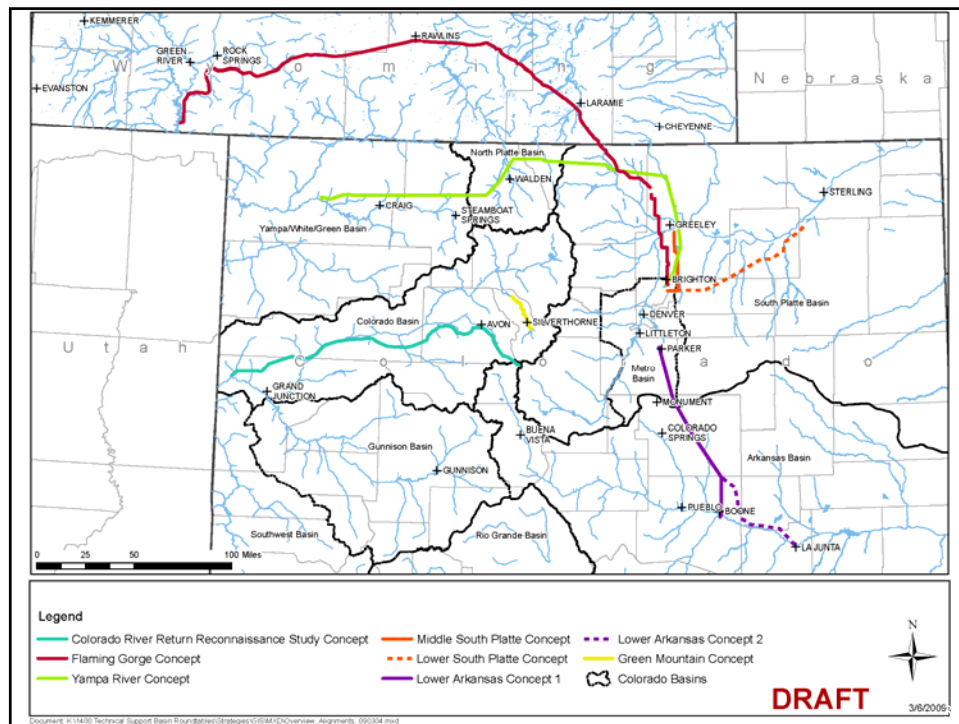 KEMMERER
GREEN
RIVER
ROCK
SPRINGS
RAWLINS
W y o m i n g
EVANSTON
LARAMIE
CHEYENNE
N e b r a s k a
North Platte Basin
WALDEN
CRAIG
STEAMBOAT
SPRINGS
Yampa/White/Green Basin
STERLING
GREELEY
BRIGHTON
South Platte Basin
DENVER
LITTLETON
Colorado Basin
AVON
SILVERTHORNE
U t a h
C o l o r a d o
PARKER
Metro
Basin
GRAND
JUNCTION
MONUMENT
COLORADO
SPRINGS
BUENA
VISTA
Gunnison Basin
Arkansas Basin
GUNNISON
PUEBLO
BOONE
LA JUNTA
Southwest Basin
Rio Grande Basin
0 25 50 100 Miles
Legend
Colorado River Return Reconnaissance Study Concept
Flaming Gorge Concept
Yampa River Concept
Middle South Platte Concept
Lower South Platte Concept
Lower Arkansas Concept 1
Lower Arkansas Concept 2
Green Mountain Concept
Colorado Basins
N
DRAFT
3/6/2009